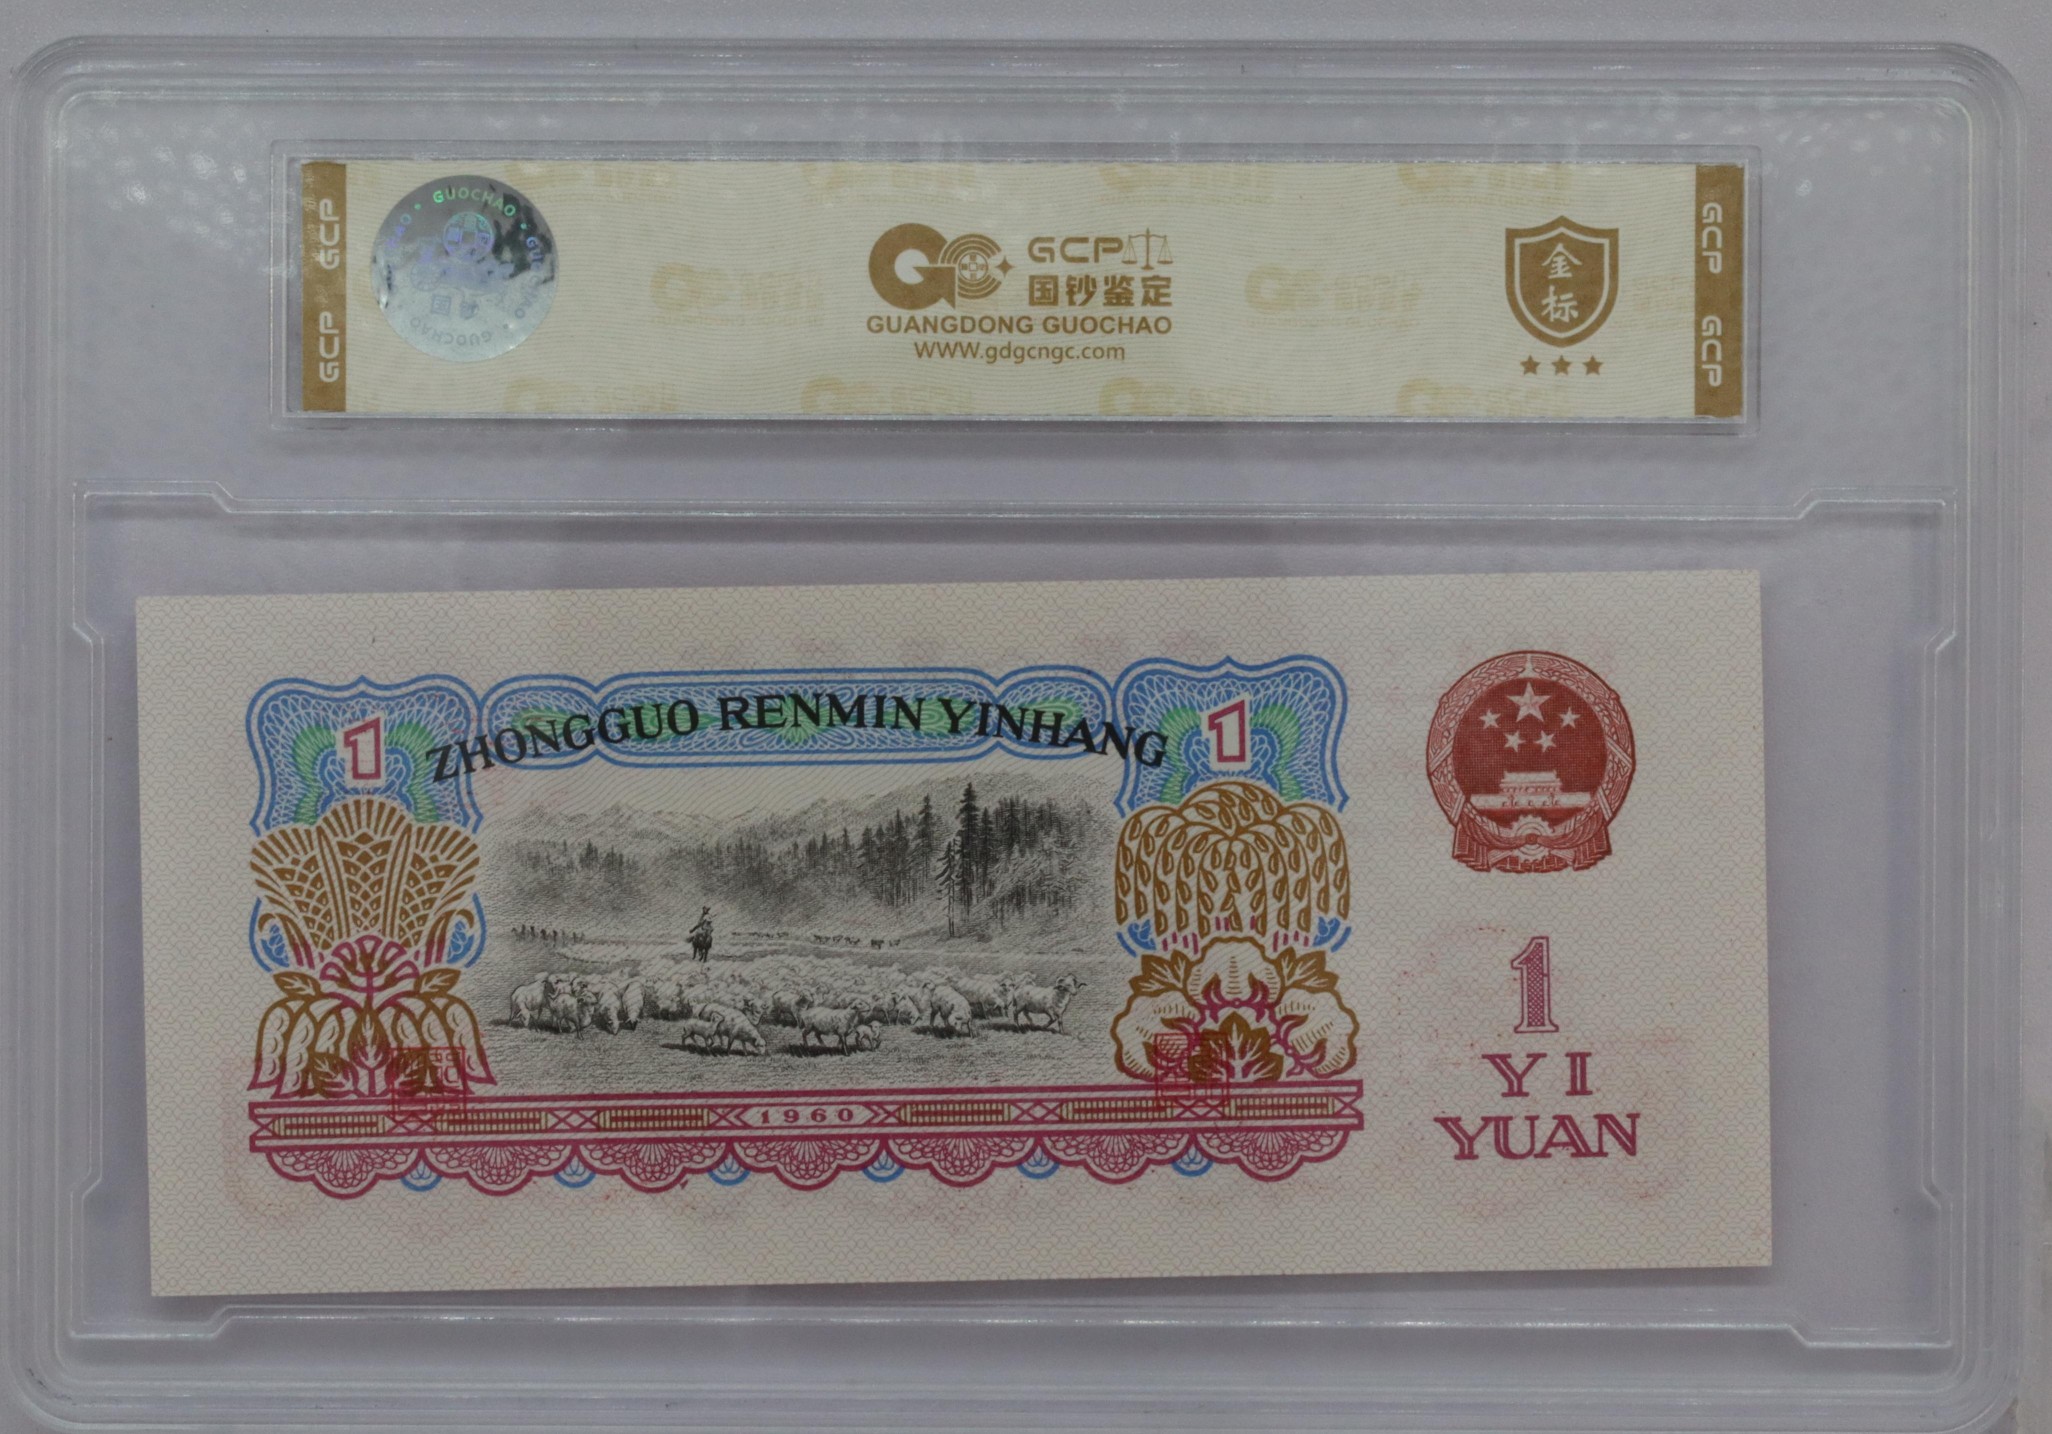 GUOCHAO
GCP
国钞鉴定
GUANGDONG GUOCHAO
WWW.gdgcngc.com
金
标
GCP GCP
GCP GCP
ZHONGGUO RENMIN YINHANG
1
1
1
YI
YUAN
1960